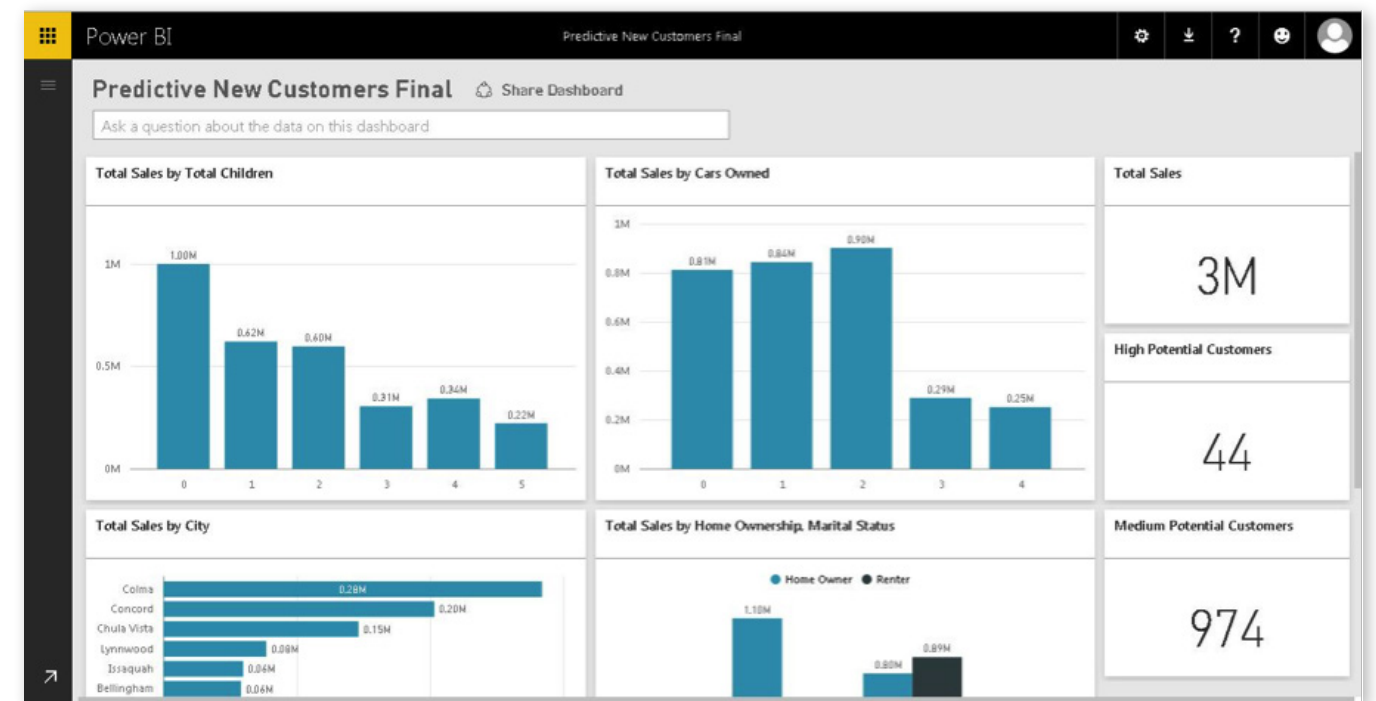 Power BI
Predictive New Customers Final
?
Predictive New Customers Final
Share Dashboard
Ask a question about the data on this dashboard
Total Sales by Total Children
1M
0.5M
0M
1.00M
0.62M
0.60M
0.31M
0.34M
0.22M
0 1 2 3 4 5
Total Sales by Cars Owned
1M
0.8M
0.6M
0.4M
0.2M
0M
0.81M
0.84M
0.90M
0.29M
0.25M
0 1 2 3 4
Total Sales
3M
High Potential Customers
44
Total Sales by City
Colma 0.28M
Concord 0.20M
Chula Vista 0.15M
Lynnwood 0.08M
Issaquah 0.06M
Bellingham 0.06M
Total Sales by Home Ownership, Marital Status
Home Owner Renter
1.10M
0.80M
0.89M
Medium Potential Customers
974